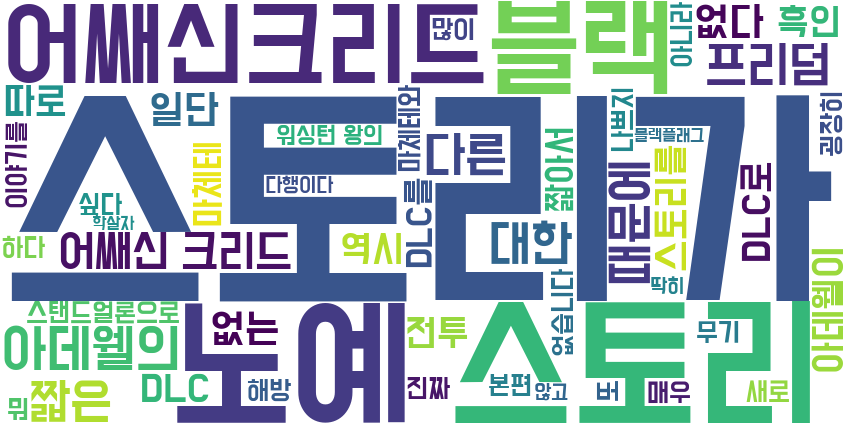 어쌔신크리드
많이
블랙
아니라
없다
흑인
프리덤
따로
일단
스토리가
이야기를
워싱턴 왕의
마체테와
다른
짧아서
나쁘지
블랙플래그
굉장히
마체테
다행이다
싶다
학살자
DLC를
때문에
스토리를
DLC로
하다
어쌔신 크리드
역시
대한
딱히
없습니다
아데웰이
스탠드얼론으로
아데웰의
노예
없는
전투
스토리
무기
뭐
짧은
DLC
해방
진짜
본편
않고
또
매우
새로